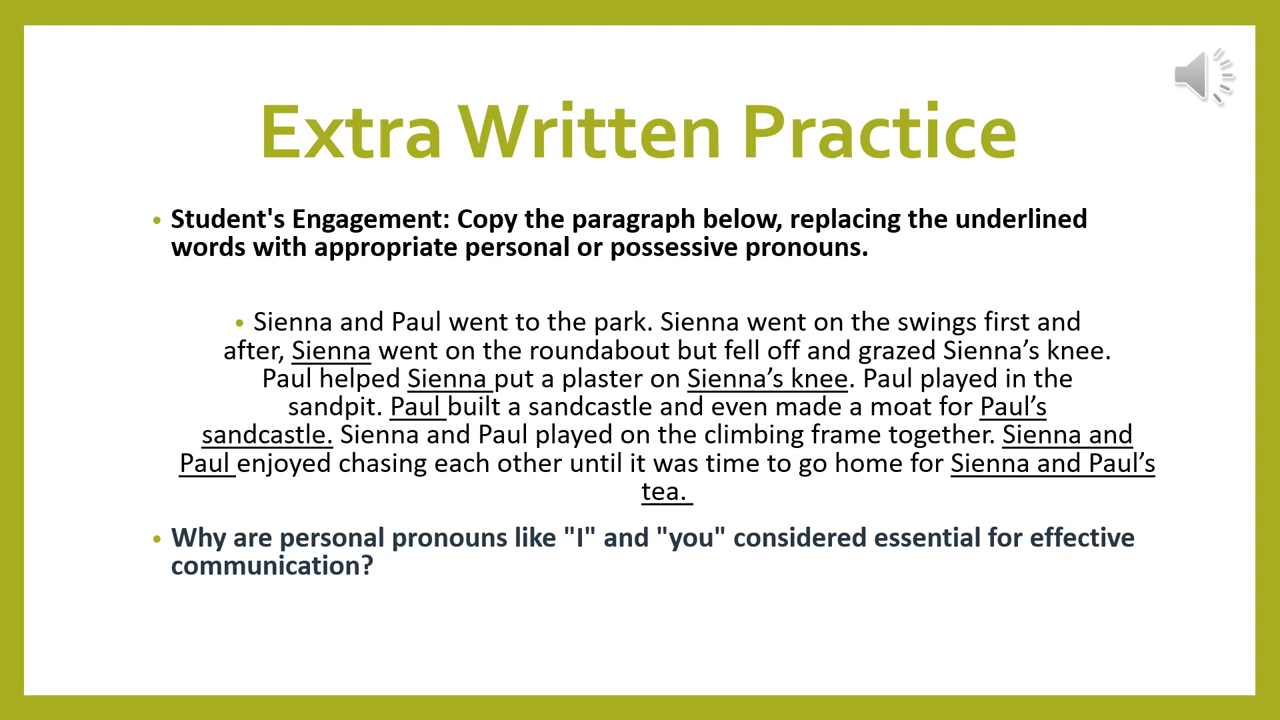 Extra Written Practice
• Student's Engagement: Copy the paragraph below, replacing the underlined
words with appropriate personal or possessive pronouns.
• Sienna and Paul went to the park. Sienna went on the swings first and
after, Sienna went on the roundabout but fell off and grazed Sienna’s knee.
Paul helped Sienna put a plaster on Sienna’s knee. Paul played in the
sandpit. Paul built a sandcastle and even made a moat for Paul’s
sandcastle. Sienna and Paul played on the climbing frame together. Sienna and
Paul enjoyed chasing each other until it was time to go home for Sienna and Paul’s
tea.
• Why are personal pronouns like "I" and "you" considered essential for effective
communication?